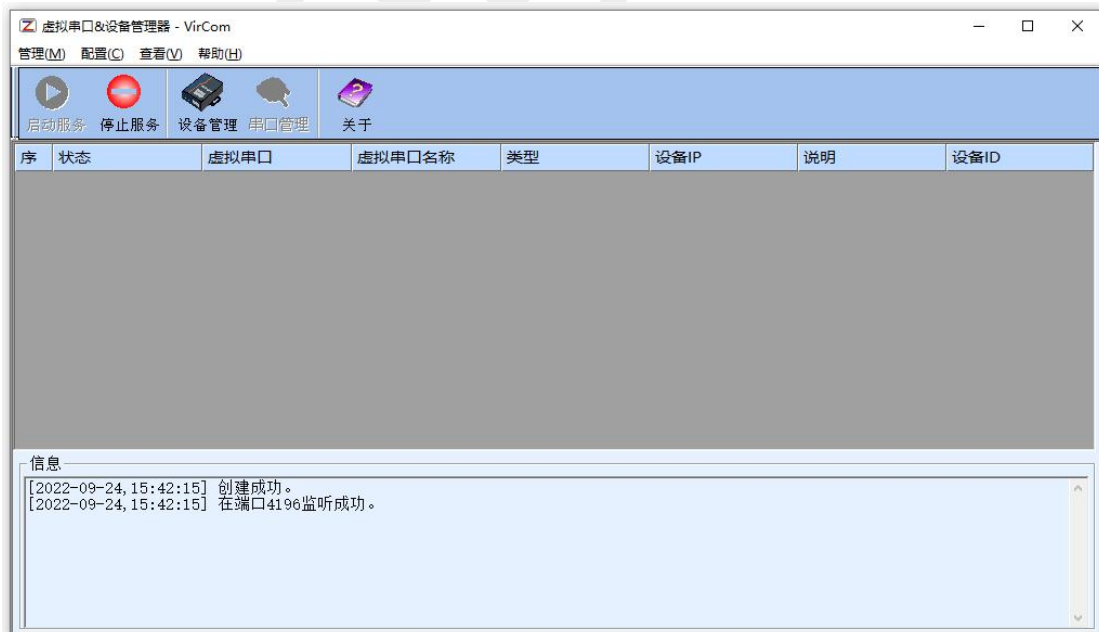 虚拟串口&设备管理器 - VirCom
管理(M) 配置(C) 查看(V) 帮助(H)
启动服务 停止服务 设备管理 串口管理 关于
序 状态 虚拟串口 虚拟串口名称 类型 设备IP 说明 设备ID
信息
[2022-09-24,15:42:15] 创建成功。
[2022-09-24,15:42:15] 在端口4196监听成功。